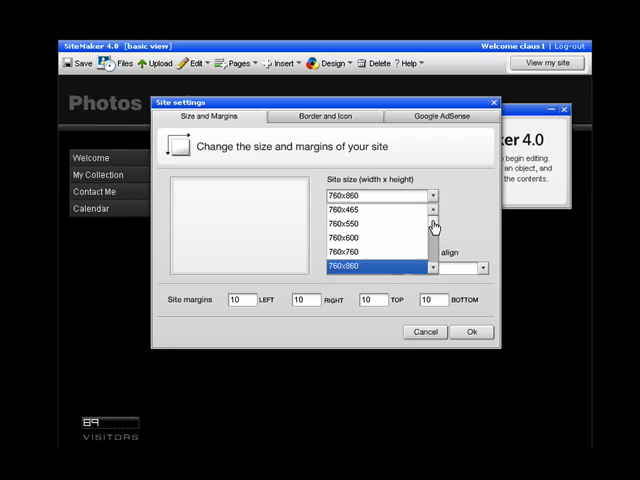 SiteMaker 4.0 [basic view]
Welcome claus1 | Log-out
Save Files Upload Edit Pages Insert Design Delete ? Help
View my site
Photos
Site settings
Size and Margins
Border and Icon
Google AdSense
er 4.0
Change the size and margins of your site
begin editing.
an object, and
the contents.
Welcome
My Collection
Contact Me
Calendar
Site size (width x height)
760x860
760x465
760x550
760x600
760x760
760x860
align
Site margins 10 LEFT 10 RIGHT 10 TOP 10 BOTTOM
Cancel
Ok
89
VISITORS